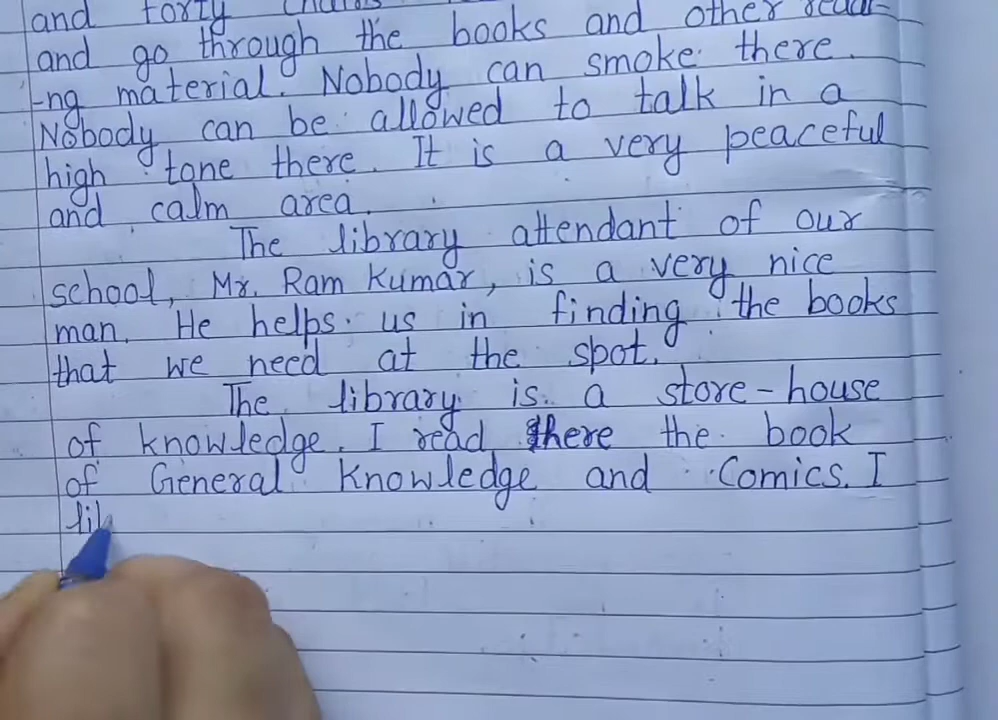 and forty chairs
and go through the books and other read-
-ng material. Nobody can smoke there.
Nobody can be allowed to talk in a
high tone there. It is a very peaceful
and calm area.
The library attendant of our
school, Mr. Ram Kumar, is a very nice
man. He helps us in finding the books
that we need at the spot.
The library is a store-house
of knowledge. I read there the book
of General Knowledge and Comics. I